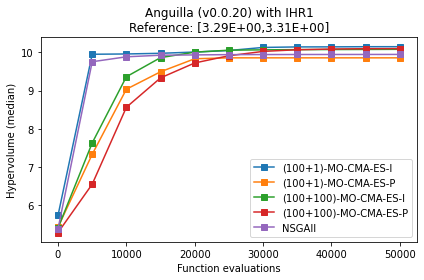 Anguilla (v0.0.20) with IHR1
Reference: [3.29E+00,3.31E+00]
Hypervolume (median)
10
9
8
7
6
(100+1)-MO-CMA-ES-I
(100+1)-MO-CMA-ES-P
(100+100)-MO-CMA-ES-I
(100+100)-MO-CMA-ES-P
NSGAII
0 10000 20000 30000 40000 50000
Function evaluations